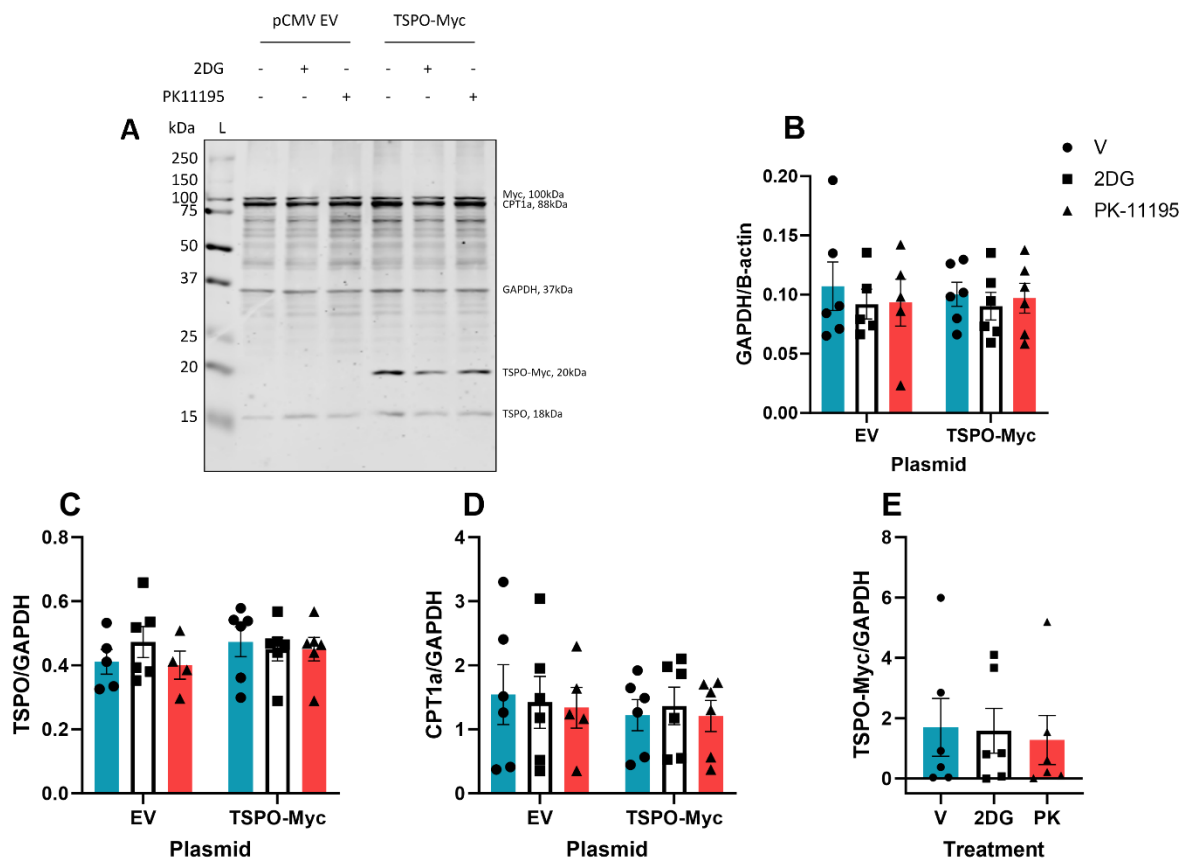 pCMV EV TSPO-Myc
2DG - + - - + -
PK11195 - - + - - +
A
kDa L
250
150
100
75
50
37
25
20
15
Myc, 100kDa
CPT1a, 88kDa
GAPDH, 37kDa
TSPO-Myc, 20kDa
TSPO, 18kDa
B
V
2DG
PK-11195
GAPDH/B-actin
0.20
0.15
0.10
0.05
0.00
EV TSPO-Myc
Plasmid
C
TSPO/GAPDH
0.8
0.6
0.4
0.2
0.0
EV TSPO-Myc
Plasmid
D
CPT1a/GAPDH
4
3
2
1
0
EV TSPO-Myc
Plasmid
E
TSPO-Myc/GAPDH
8
6
4
2
0
V 2DG PK
Treatment